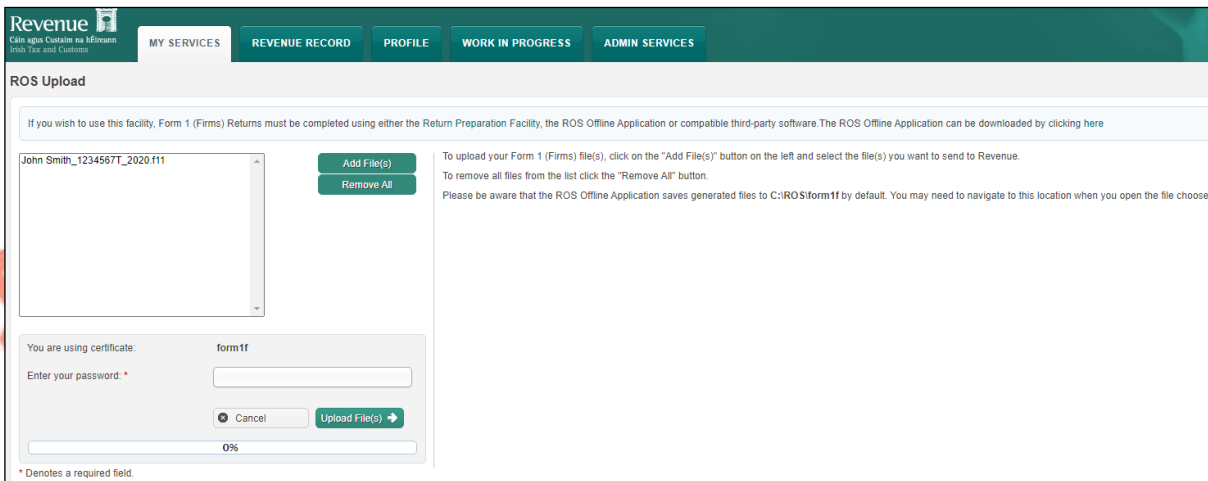 Revenue
Cáin agus Custaim na hÉireann
Irish Tax and Customs
MY SERVICES
REVENUE RECORD
PROFILE
WORK IN PROGRESS
ADMIN SERVICES
ROS Upload
If you wish to use this facility, Form 1 (Firms) Returns must be completed using either the Return Preparation Facility, the ROS Offline Application or compatible third-party software.The ROS Offline Application can be downloaded by clicking here
John Smith_1234567T_2020.f11
Add File(s)
Remove All
To upload your Form 1 (Firms) file(s), click on the "Add File(s)" button on the left and select the file(s) you want to send to Revenue.
To remove all files from the list click the "Remove All" button.
Please be aware that the ROS Offline Application saves generated files to C:\ROS\form1f by default. You may need to navigate to this location when you open the file choose
You are using certificate: form1f
Enter your password: *
Cancel
Upload File(s)
0%
* Denotes a required field.